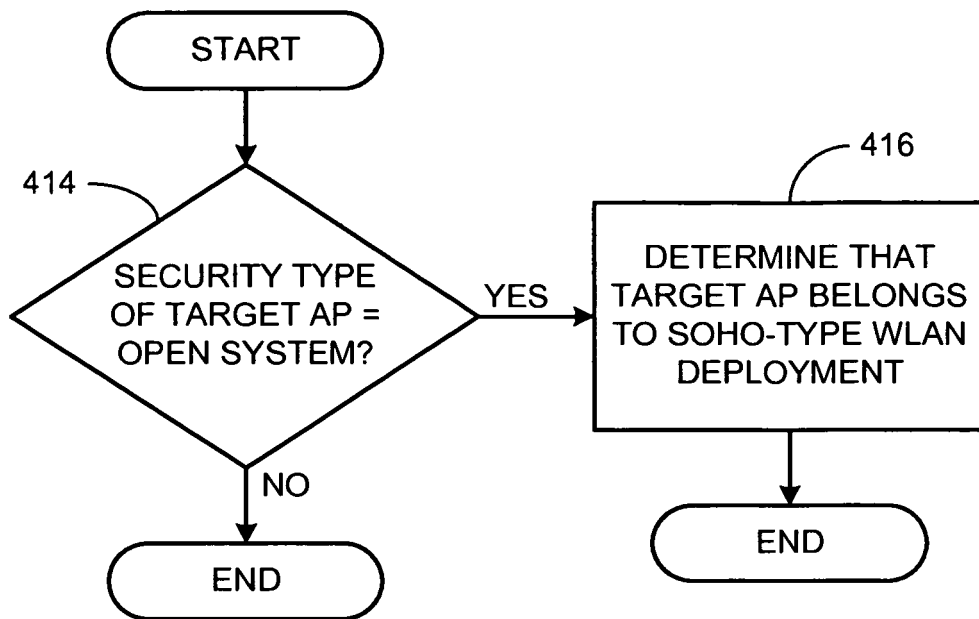 START
414
SECURITY TYPE
OF TARGET AP =
OPEN SYSTEM?
YES
416
DETERMINE THAT
TARGET AP BELONGS
TO SOHO-TYPE WLAN
DEPLOYMENT
NO
END
END